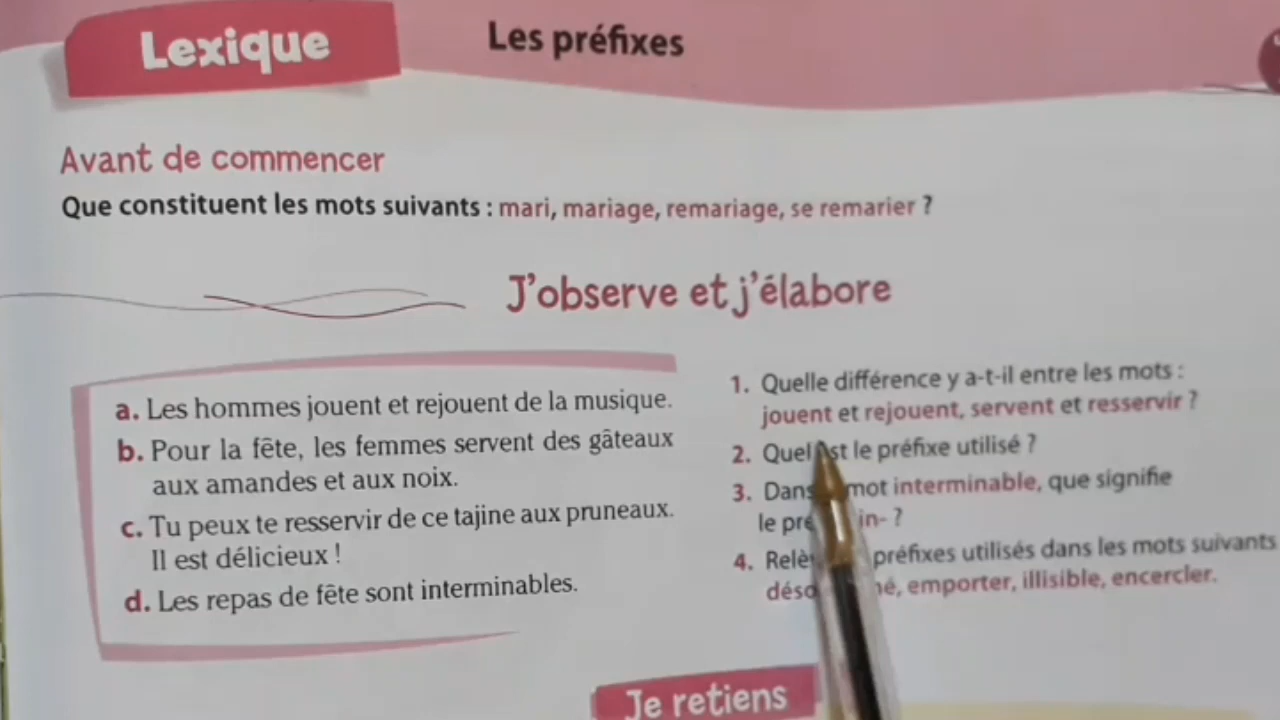 Lexique
Les préfixes
Avant de commencer
Que constituent les mots suivants : mari, mariage, remariage, se remarier ?
J'observe et j'élabore
a. Les hommes jouent et rejouent de la musique.
b. Pour la fête, les femmes servent des gâteaux
aux amandes et aux noix.
c. Tu peux te resservir de ce tajine aux pruneaux.
Il est délicieux !
d. Les repas de fête sont interminables.
1. Quelle différence y a-t-il entre les mots :
jouent et rejouent, servent et resservir ?
2. Quel est le préfixe utilisé ?
3. Dans mot interminable, que signifie
le in- ?
4. préfixes utilisés dans les mots suivants
emporter, illisible, encercler.
Je retiens